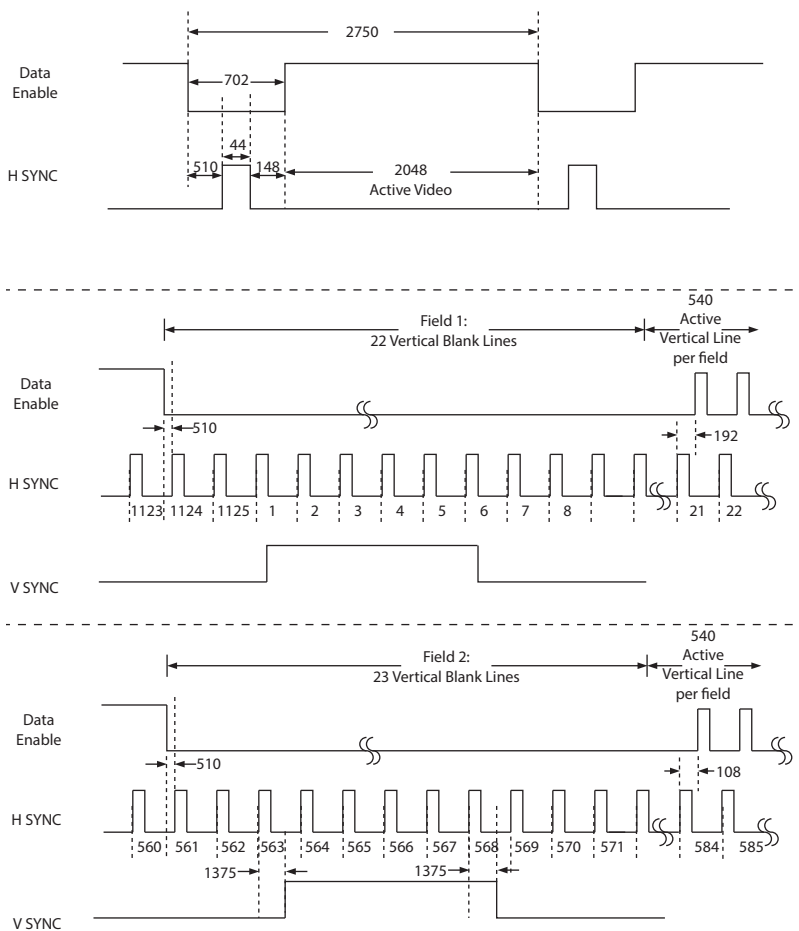 2750
Data
Enable
702
44
H SYNC
510
148
2048
Active Video
540
Active
Vertical Line
per field
Field 1:
22 Vertical Blank Lines
Data
Enable
510
192
H SYNC
1123 1124 1125 1 2 3 4 5 6 7 8 21 22
V SYNC
540
Active
Vertical Line
per field
Field 2:
23 Vertical Blank Lines
Data
Enable
510
108
H SYNC
560 561 562 563 564 565 566 567 568 569 570 571 584 585
1375 1375
V SYNC